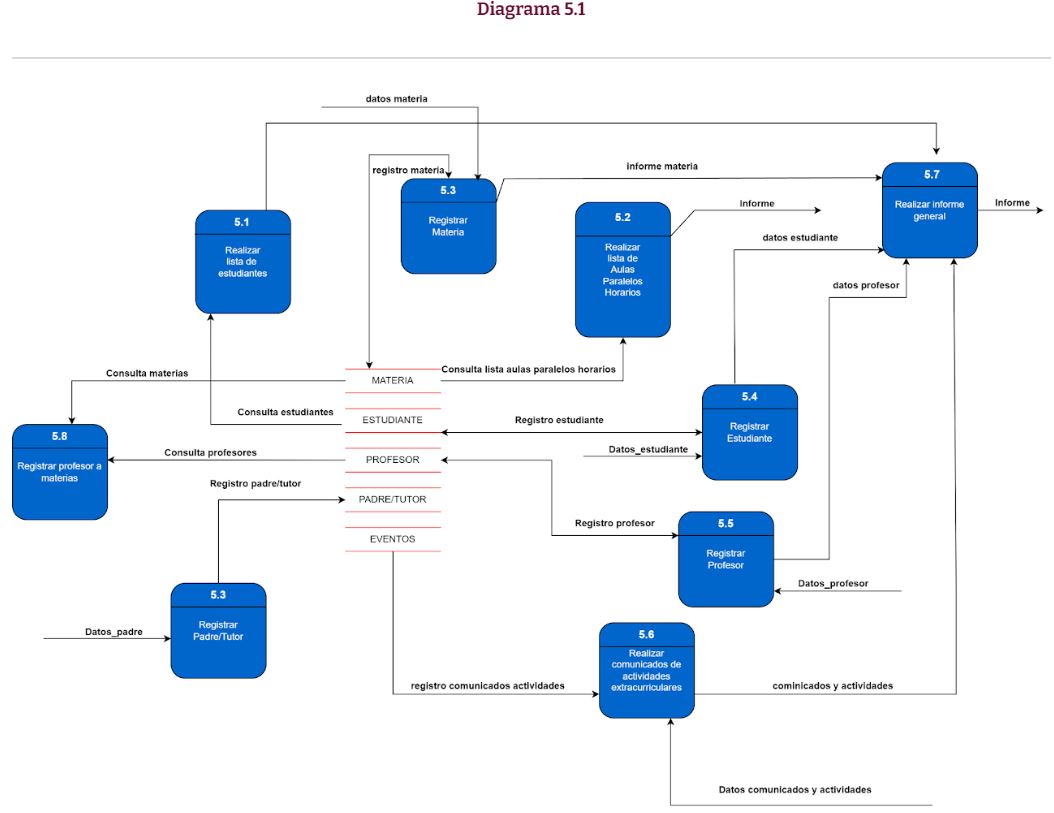 Diagrama 5.1
datos materia
registro materia
informe materia
5.3
Registrar
Materia
5.7
Realizar informe
general
Informe
5.1
Realizar
lista de
estudiantes
5.2
Realizar
lista de
Aulas
Paralelos
Horarios
Informe
datos estudiante
datos profesor
Consulta materias
MATERIA
Consulta lista aulas paralelos horarios
Consulta estudiantes
ESTUDIANTE
Registro estudiante
5.4
Registrar
Estudiante
Datos_estudiante
5.8
Registrar profesor a
materias
Consulta profesores
PROFESOR
Registro padre/tutor
PADRE/TUTOR
Registro profesor
5.5
Registrar
Profesor
EVENTOS
Datos_profesor
5.3
Registrar
Padre/Tutor
Datos_padre
5.6
Realizar
comunicados de
actividades
extracurriculares
registro comunicados actividades
cominicados y actividades
Datos comunicados y actividades